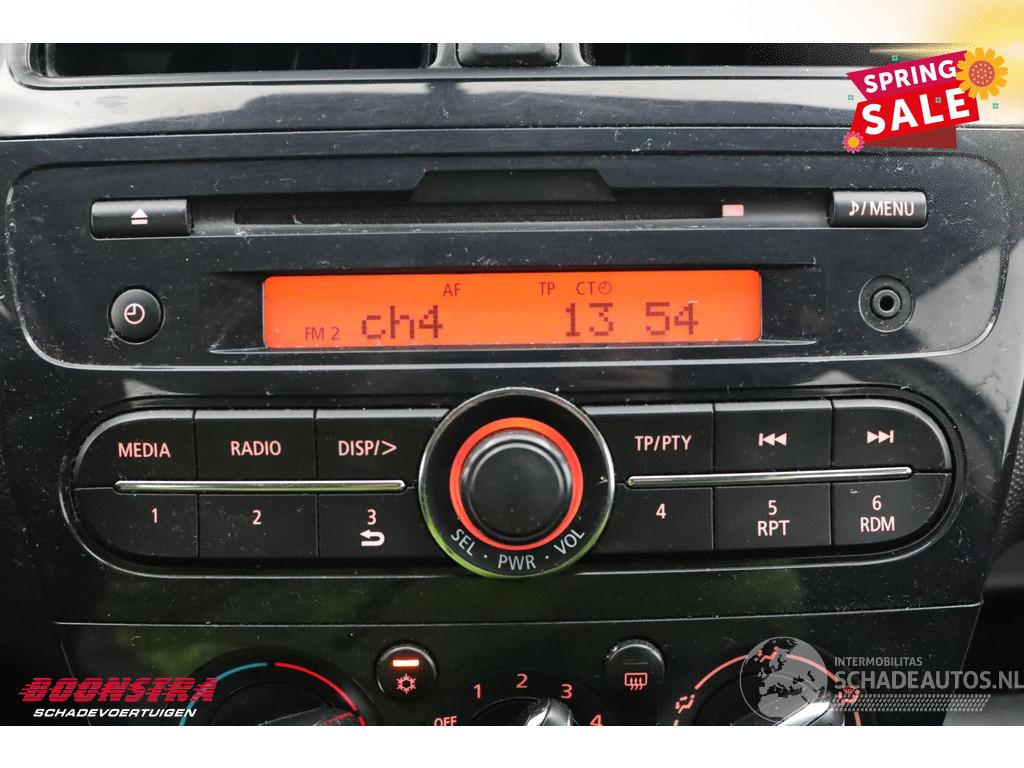 SPRING
SALE
♪/MENU
AF TP CT
FM 2 ch4 13 54
MEDIA RADIO DISP/> TP/PTY
1 2 3 4 5 6
RPT RDM
SEL · PWR · VOL
OFF 1 2 3 4
BOONSTRA
SCHADEVOERTUIGEN
INTERMOBILITAS
SCHADEAUTOS.NL